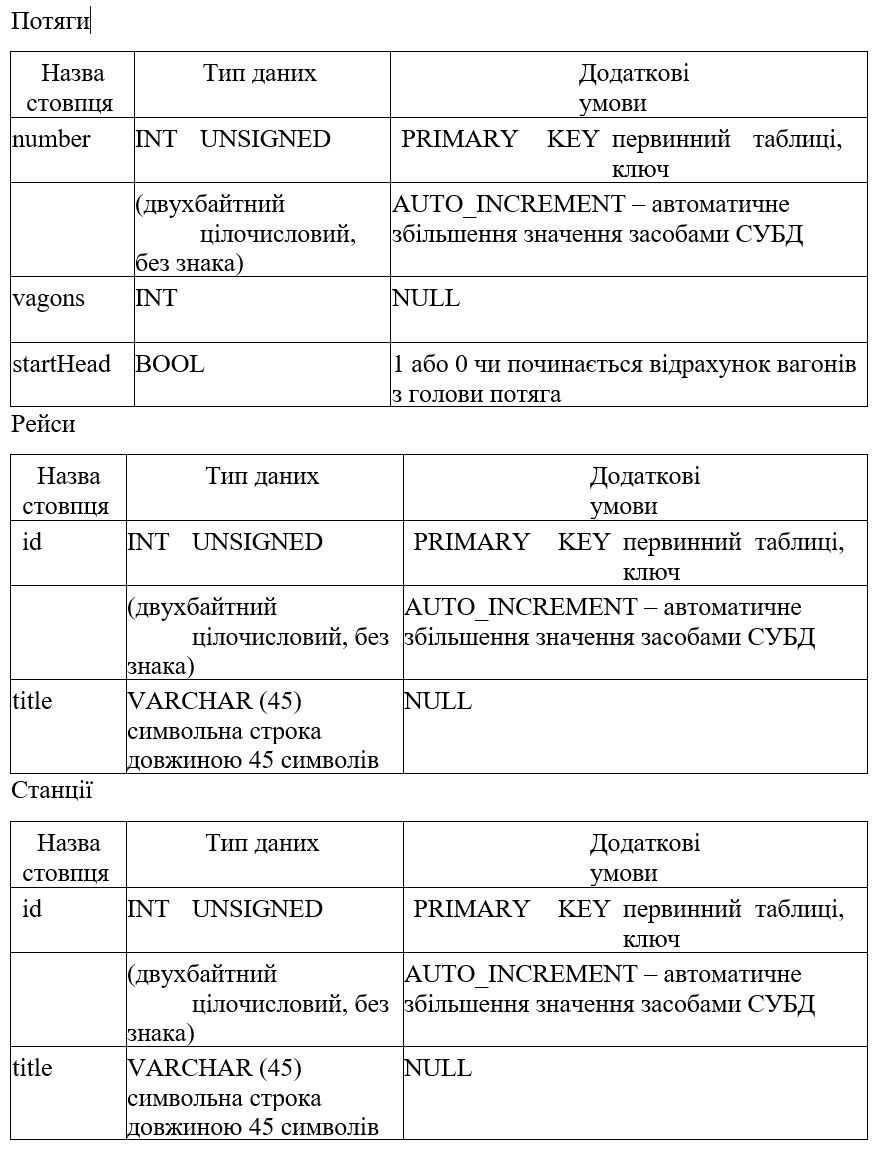 Потяги
Назва стовпця Тип даних Додаткові умови
number INT UNSIGNED PRIMARY KEY первинний таблиці, ключ
(двухбайтний цілочисловий, без знака) AUTO_INCREMENT – автоматичне збільшення значення засобами СУБД
vagons INT NULL
startHead BOOL 1 або 0 чи починається відрахунок вагонів з голови потяга
Рейси
Назва стовпця Тип даних Додаткові умови
id INT UNSIGNED PRIMARY KEY первинний таблиці, ключ
(двухбайтний цілочисловий, без знака) AUTO_INCREMENT – автоматичне збільшення значення засобами СУБД
title VARCHAR (45) символьна строка довжиною 45 символів NULL
Станції
Назва стовпця Тип даних Додаткові умови
id INT UNSIGNED PRIMARY KEY первинний таблиці, ключ
(двухбайтний цілочисловий, без знака) AUTO_INCREMENT – автоматичне збільшення значення засобами СУБД
title VARCHAR (45) символьна строка довжиною 45 символів NULL